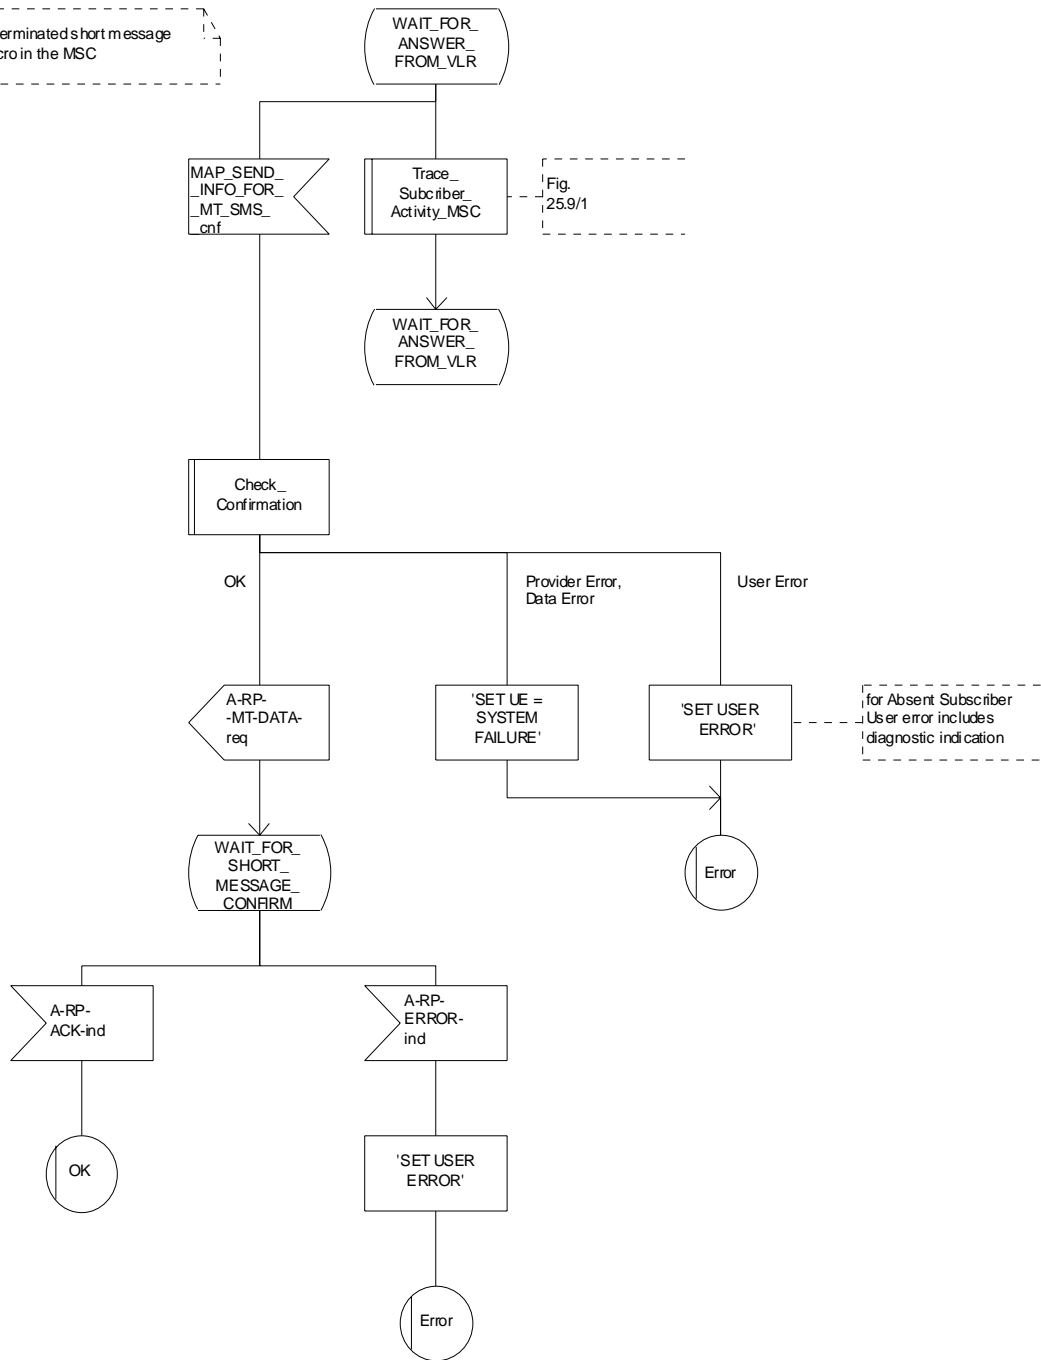 erminated short message
cro in the MSC
WAIT_FOR_
ANSWER_
FROM_VLR
MAP_SEND_
_INFO_FOR_
_MT_SMS_
_cnf
Trace_
Subcriber_
Activity_MSC
Fig.
25.9/1
WAIT_FOR_
ANSWER_
FROM_VLR
Check_
Confirmation
OK
Provider Error,
Data Error
User Error
A-RP-
-MT-DATA-
req
'SET UE =
SYSTEM
FAILURE'
'SET USER
ERROR'
for Absent Subscriber
User error includes
diagnostic indication
WAIT_FOR_
SHORT_
MESSAGE_
CONFIRM
Error
A-RP-
ACK-ind
A-RP-
ERROR-
ind
OK
'SET USER
ERROR'
Error